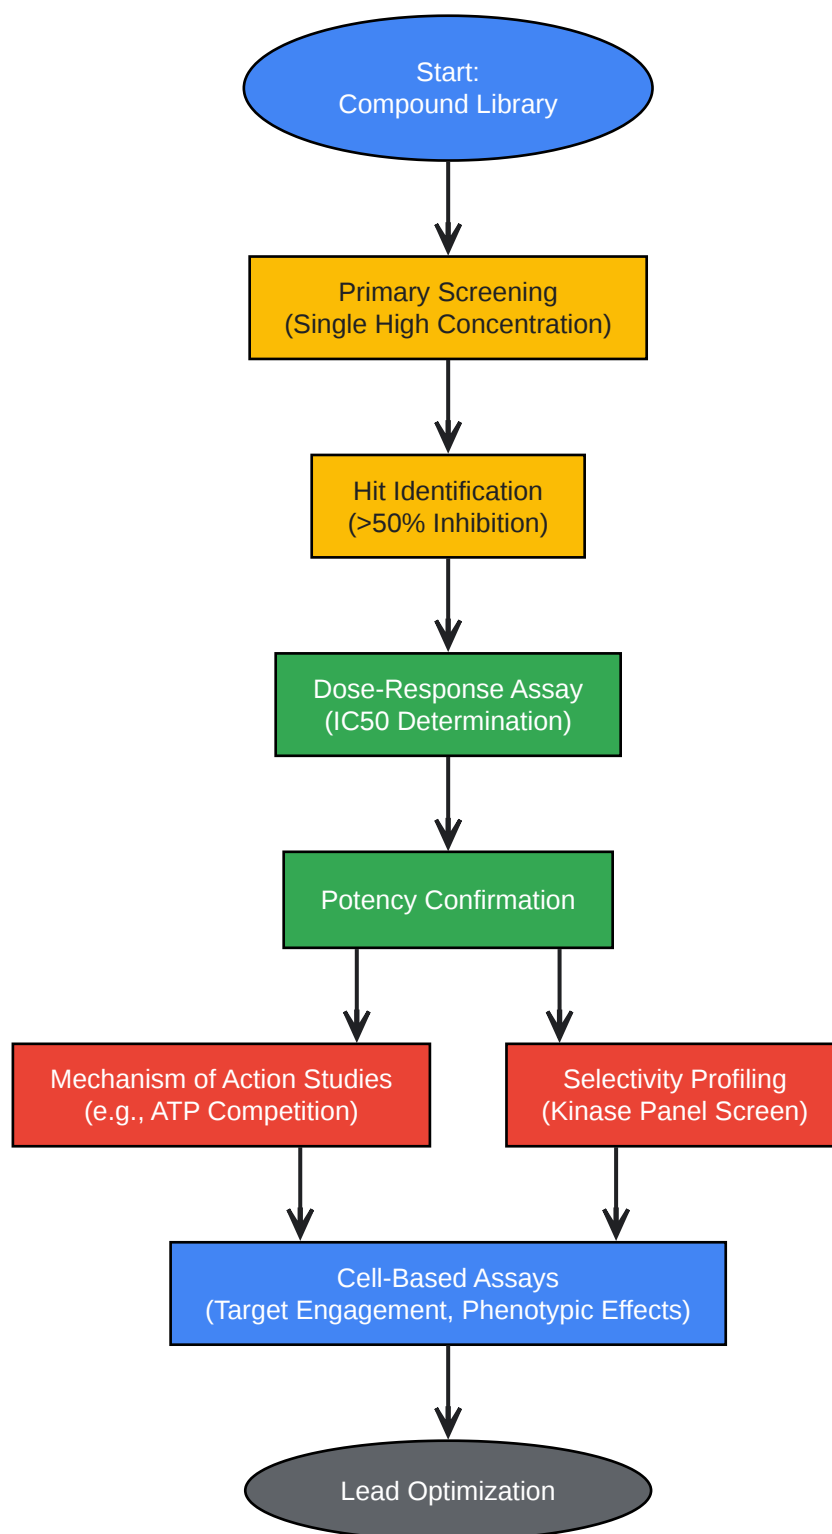 Start:
Compound Library
Primary Screening
(Single High Concentration)
Hit Identification
(>50% Inhibition)
Dose-Response Assay
(IC50 Determination)
Potency Confirmation
Mechanism of Action Studies
(e.g., ATP Competition)
Selectivity Profiling
(Kinase Panel Screen)
Cell-Based Assays
(Target Engagement, Phenotypic Effects)
Lead Optimization